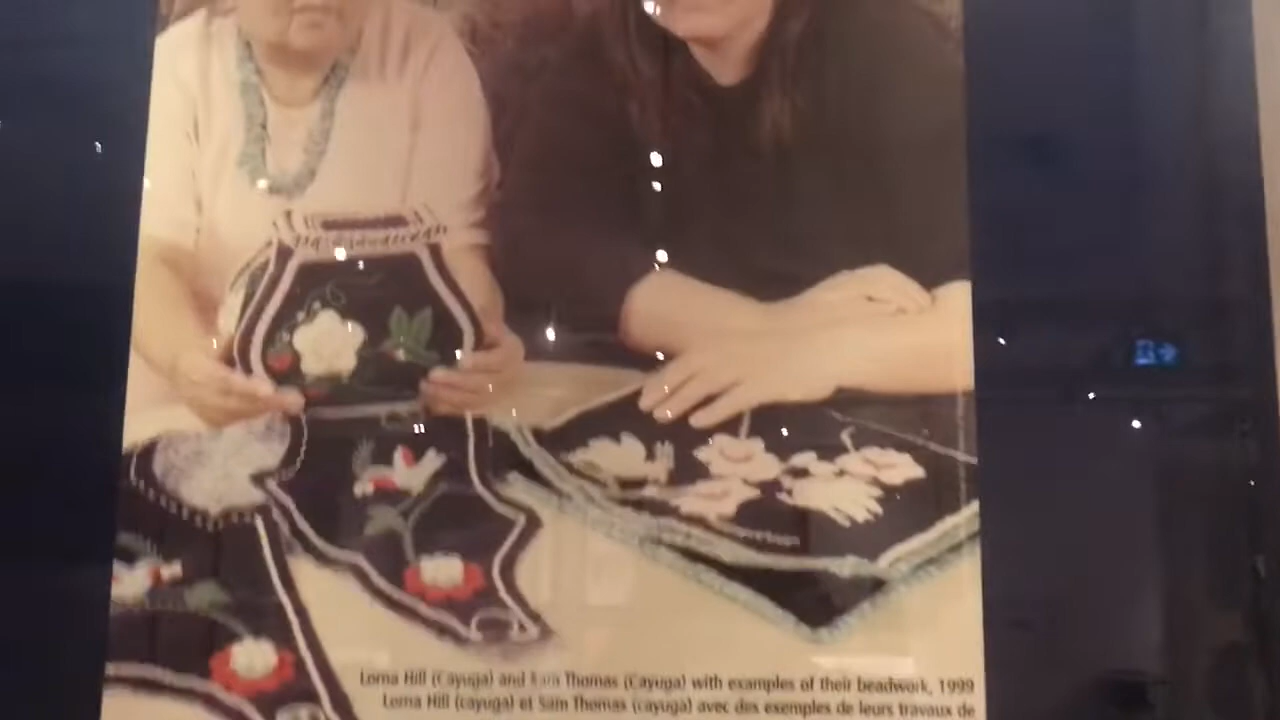 Lorna Hill (Cayuga) and Sam Thomas (Cayuga) with examples of their beadwork, 1999
Lorna Hill (cayuga) et Sam Thomas (cayuga) avec des exemples de leurs travaux de